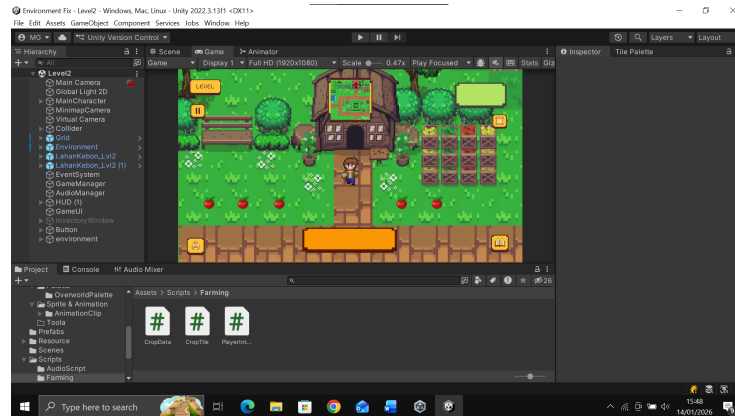 Environment Fix - Level2 - Windows, Mac, Linux - Unity 2022.3.13f1 <DX11>
File Edit Assets GameObject Component Services Jobs Window Help
MG Unity Version Control Layers Layout
Hierarchy Scene Game Animator Inspector Tile Palette
All Game Display 1 Full HD (1920x1080) Scale 0.47x Play Focused Stats Giz
Level2
Main Camera
Global Light 2D
MainCharacter
MinimapCamera
Virtual Camera
Collider
Grid
Environment
LahanKebon_Lvl2
LahanKebon_Lvl2 (1)
EventSystem
GameManager
AudioManager
HUD (1)
GameUI
InventoryWindow
Button
environment
LEVEL
Project Console Audio Mixer
26
OverworldPalette
Sprite & Animation
AnimationClip
Toola
Prefabs
Resource
Scenes
Scripts
AudioScript
Farming
Assets > Scripts > Farming
CropData CropTile PlayerInt...
Type here to search
15:48
14/01/2026